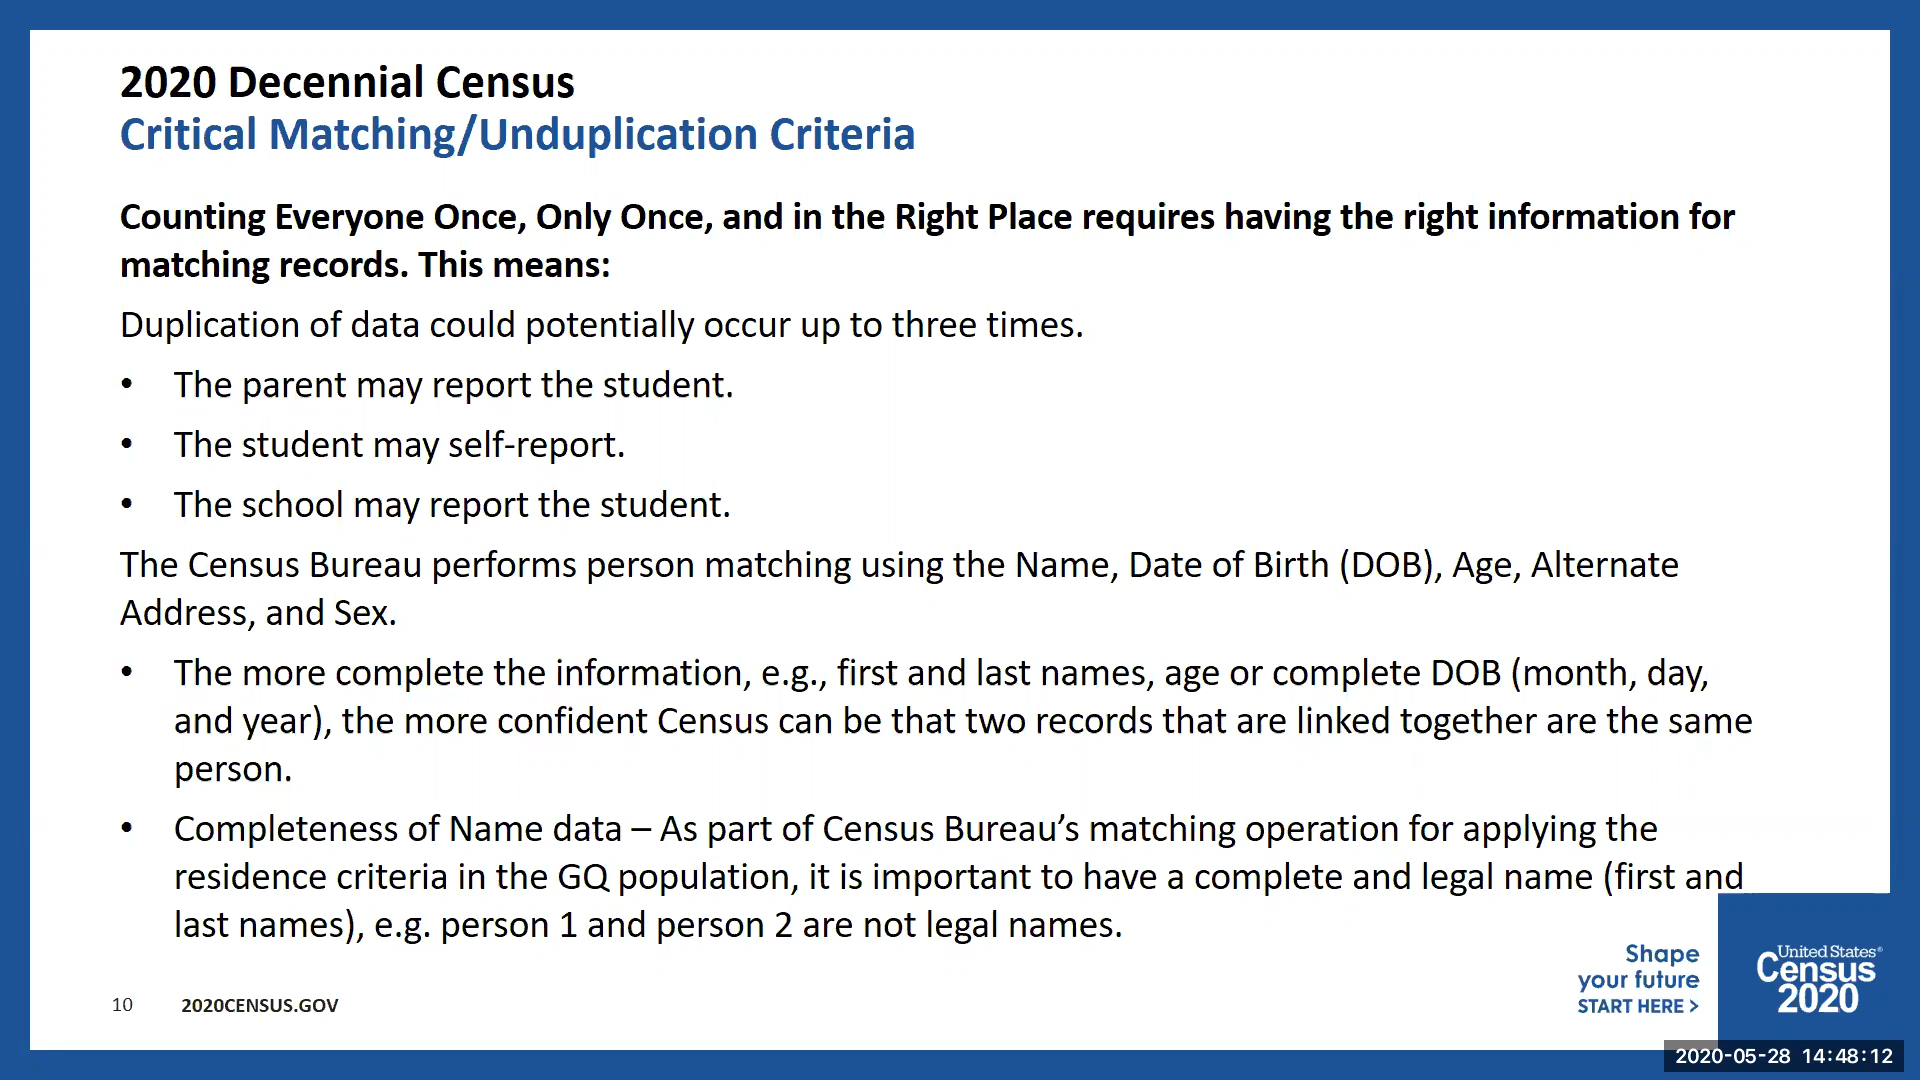 2020 Decennial Census
Critical Matching/Unduplication Criteria
Counting Everyone Once, Only Once, and in the Right Place requires having the right information for
matching records. This means:
Duplication of data could potentially occur up to three times.
• The parent may report the student.
• The student may self-report.
• The school may report the student.
The Census Bureau performs person matching using the Name, Date of Birth (DOB), Age, Alternate
Address, and Sex.
• The more complete the information, e.g., first and last names, age or complete DOB (month, day,
and year), the more confident Census can be that two records that are linked together are the same
person.
• Completeness of Name data – As part of Census Bureau’s matching operation for applying the
residence criteria in the GQ population, it is important to have a complete and legal name (first and
last names), e.g. person 1 and person 2 are not legal names.
Shape
your future
START HERE >
United States®
Census
2020
10 2020CENSUS.GOV
2020-05-28 14:48:12